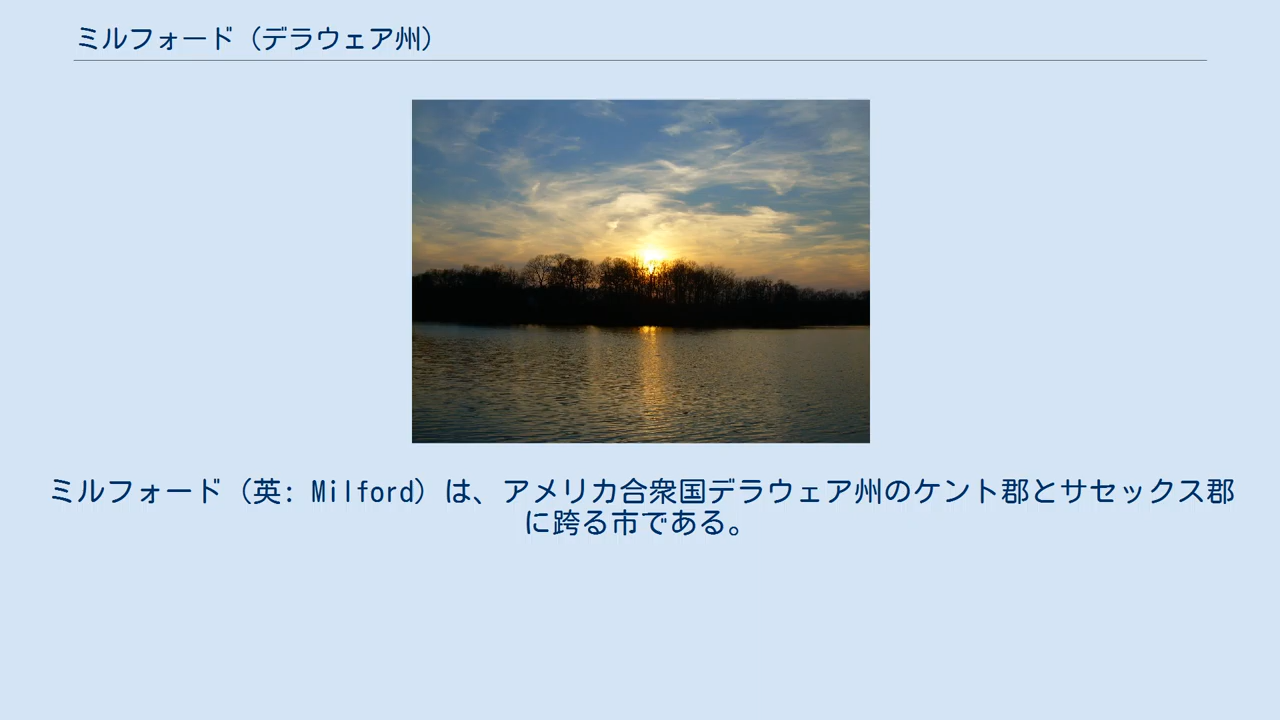 ミルフォード（デラウェア州）
ミルフォード（英: Milford）は、アメリカ合衆国デラウェア州のケント郡とサセックス郡
に跨る市である。